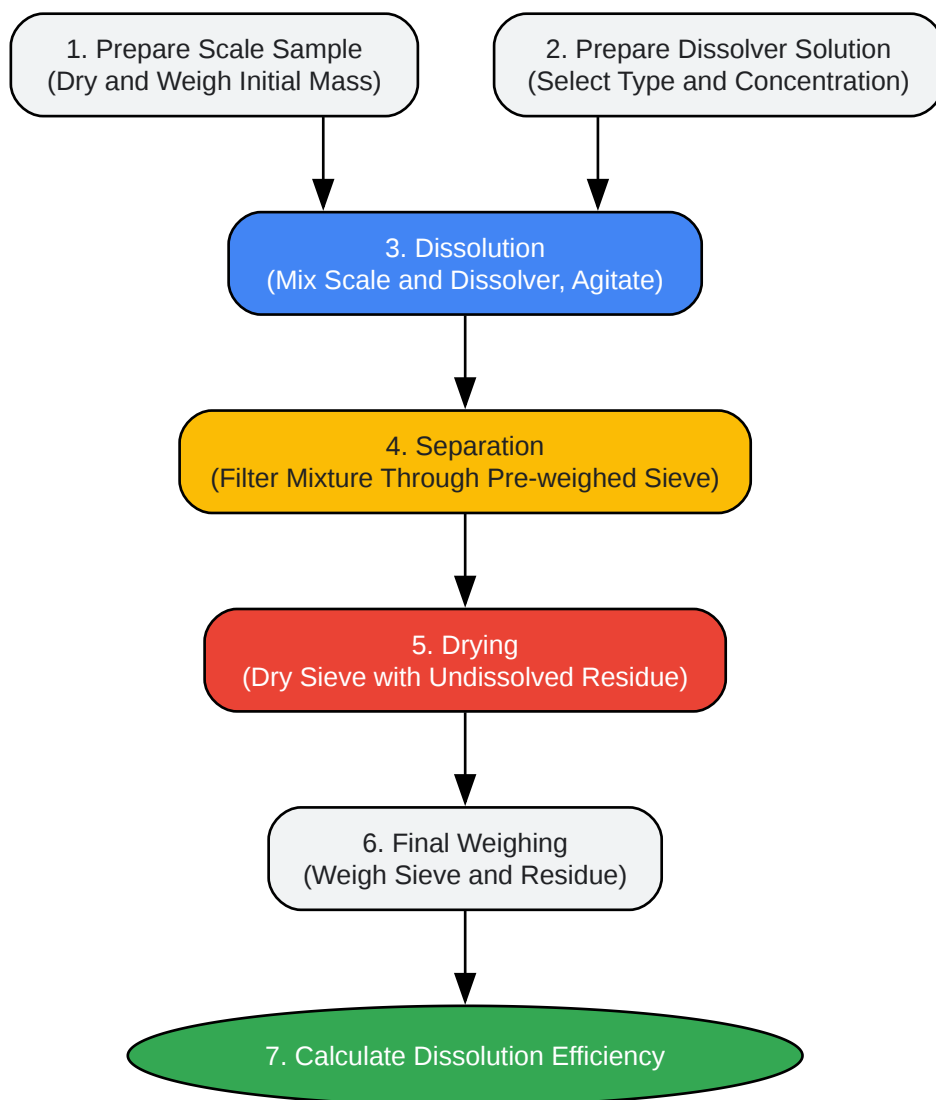 1. Prepare Scale Sample
(Dry and Weigh Initial Mass)
2. Prepare Dissolver Solution
(Select Type and Concentration)
3. Dissolution
(Mix Scale and Dissolver, Agitate)
4. Separation
(Filter Mixture Through Pre-weighed Sieve)
5. Drying
(Dry Sieve with Undissolved Residue)
6. Final Weighing
(Weigh Sieve and Residue)
7. Calculate Dissolution Efficiency